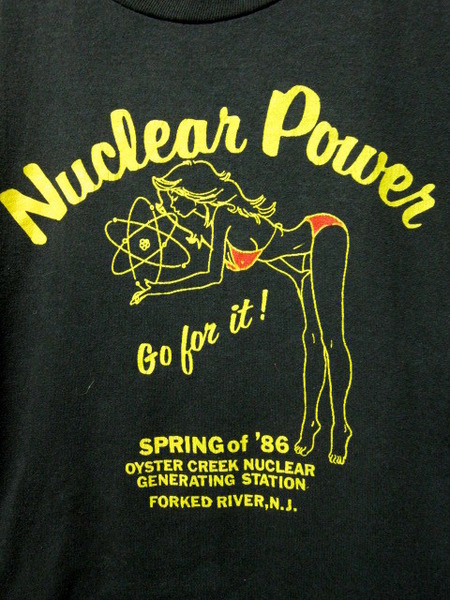 Nuclear Power
Go for it!
SPRING of '86
OYSTER CREEK NUCLEAR
GENERATING STATION
FORKED RIVER, N.J.